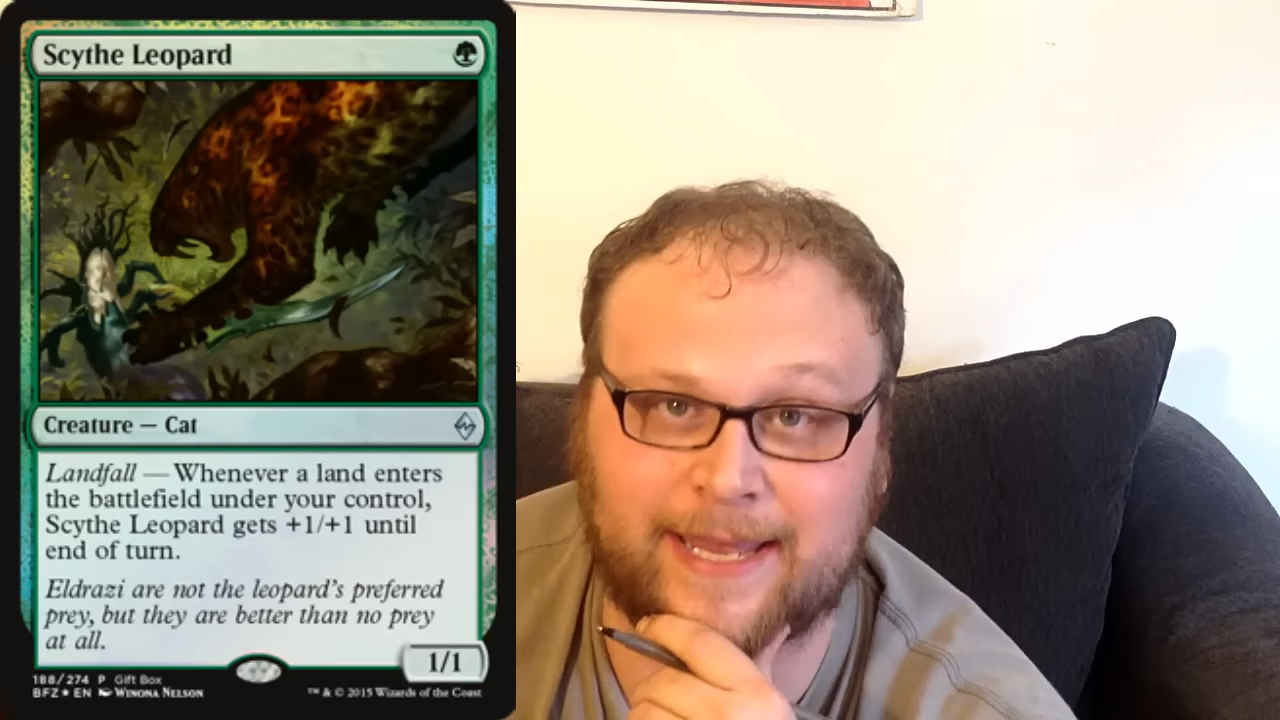 Scythe Leopard
Creature — Cat
Landfall — Whenever a land enters
the battlefield under your control,
Scythe Leopard gets +1/+1 until
end of turn.
Eldrazi are not the leopard's preferred
prey, but they are better than no prey
at all.
1/1
188/274 P Gift Box
BFZ ★ EN Winona Nelson
™ & © 2015 Wizards of the Coast